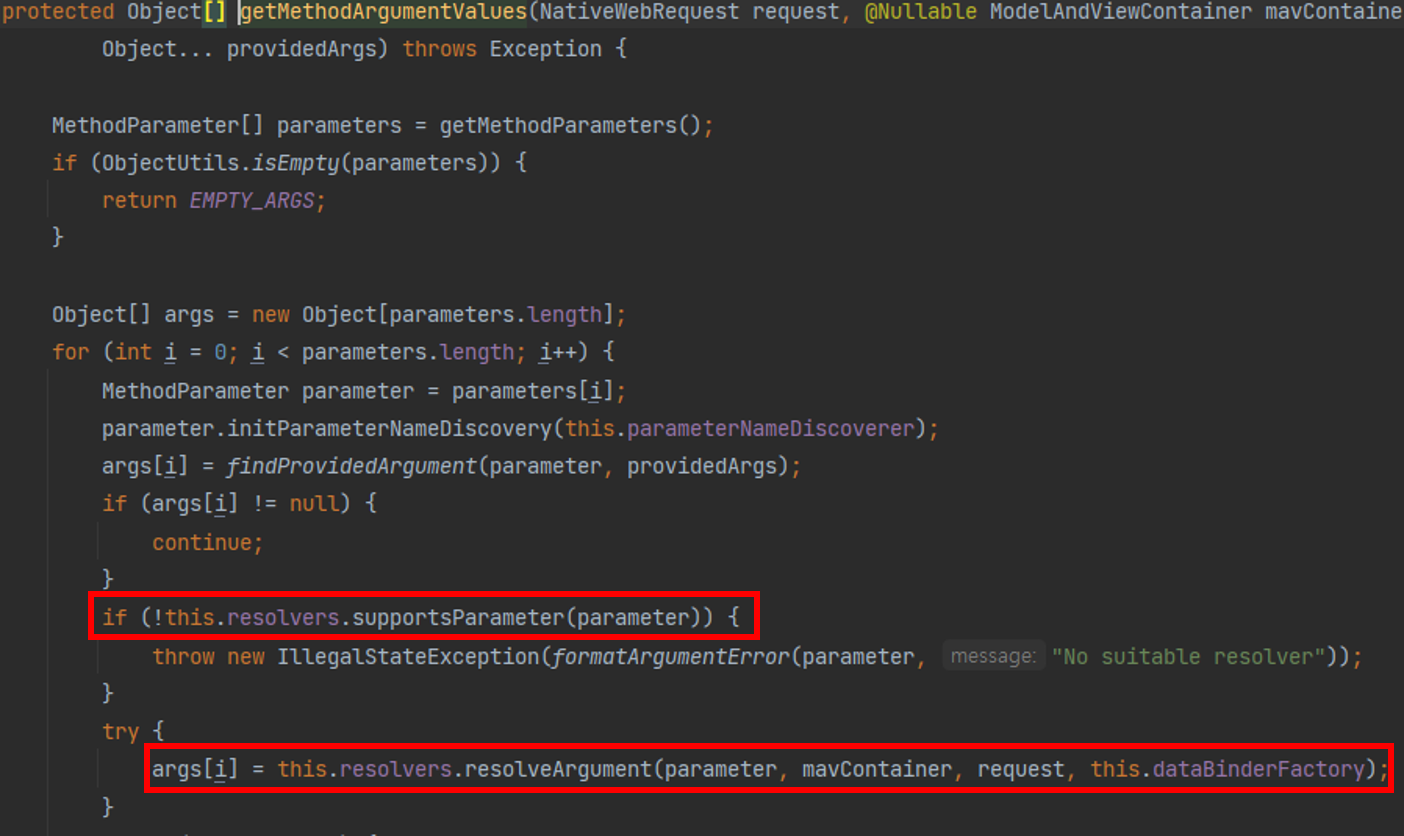 protected Object[] getMethodArgumentValues(NativeWebRequest request, @Nullable ModelAndViewContainer mavContaine
Object... providedArgs) throws Exception {
MethodParameter[] parameters = getMethodParameters();
if (ObjectUtils.isEmpty(parameters)) {
return EMPTY_ARGS;
}
Object[] args = new Object[parameters.length];
for (int i = 0; i < parameters.length; i++) {
MethodParameter parameter = parameters[i];
parameter.initParameterNameDiscovery(this.parameterNameDiscoverer);
args[i] = findProvidedArgument(parameter, providedArgs);
if (args[i] != null) {
continue;
}
if (!this.resolvers.supportsParameter(parameter)) {
throw new IllegalStateException(formatArgumentError(parameter, message: "No suitable resolver"));
}
try {
args[i] = this.resolvers.resolveArgument(parameter, mavContainer, request, this.dataBinderFactory);
}